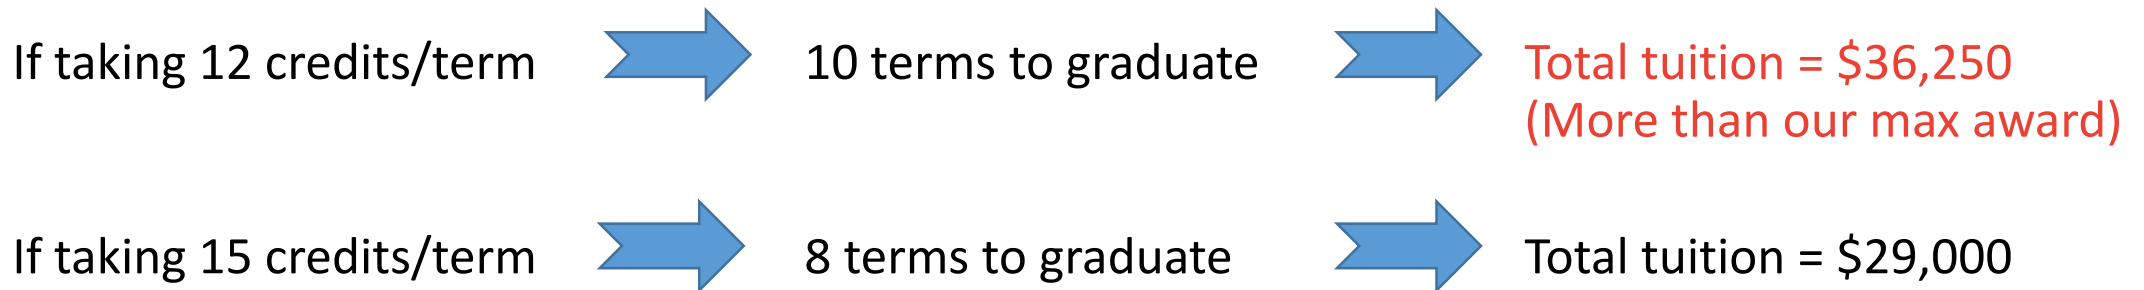 If taking 12 credits/term
10 terms to graduate
Total tuition = $36,250
(More than our max award)
If taking 15 credits/term
8 terms to graduate
Total tuition = $29,000